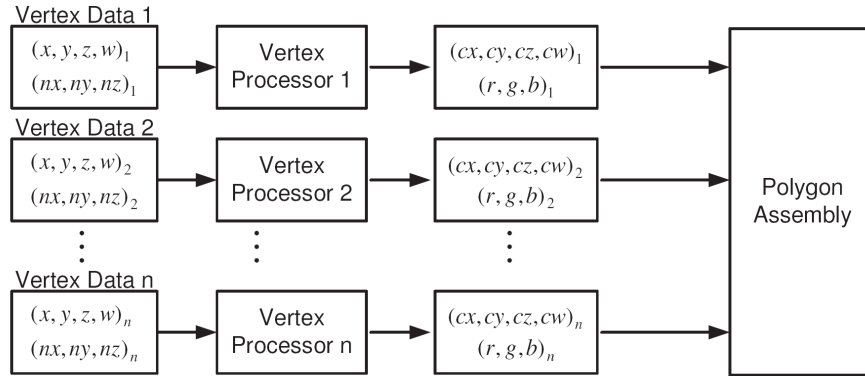 Vertex Data 1
(x, y, z, w)₁
(nx, ny, nz)₁
Vertex
Processor 1
(cx, cy, cz, cw)₁
(r, g, b)₁
Vertex Data 2
(x, y, z, w)₂
(nx, ny, nz)₂
Vertex
Processor 2
(cx, cy, cz, cw)₂
(r, g, b)₂
Polygon
Assembly
Vertex Data n
(x, y, z, w)ₙ
(nx, ny, nz)ₙ
Vertex
Processor n
(cx, cy, cz, cw)ₙ
(r, g, b)ₙ